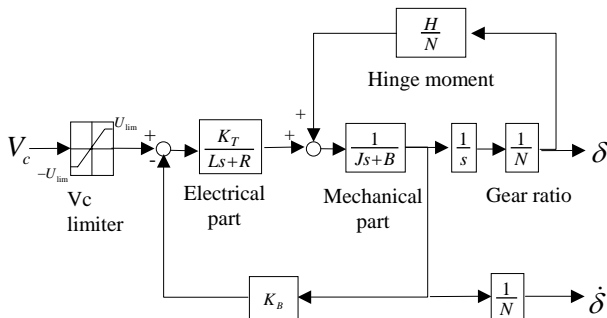 H/N
Hinge moment
+
V_c
U_lim
−U_lim
Vc
limiter
+
-
K_T/(Ls+R)
Electrical
part
+
1/(Js+B)
Mechanical
part
1/s
1/N
Gear ratio
δ
K_B
1/N
δ̇